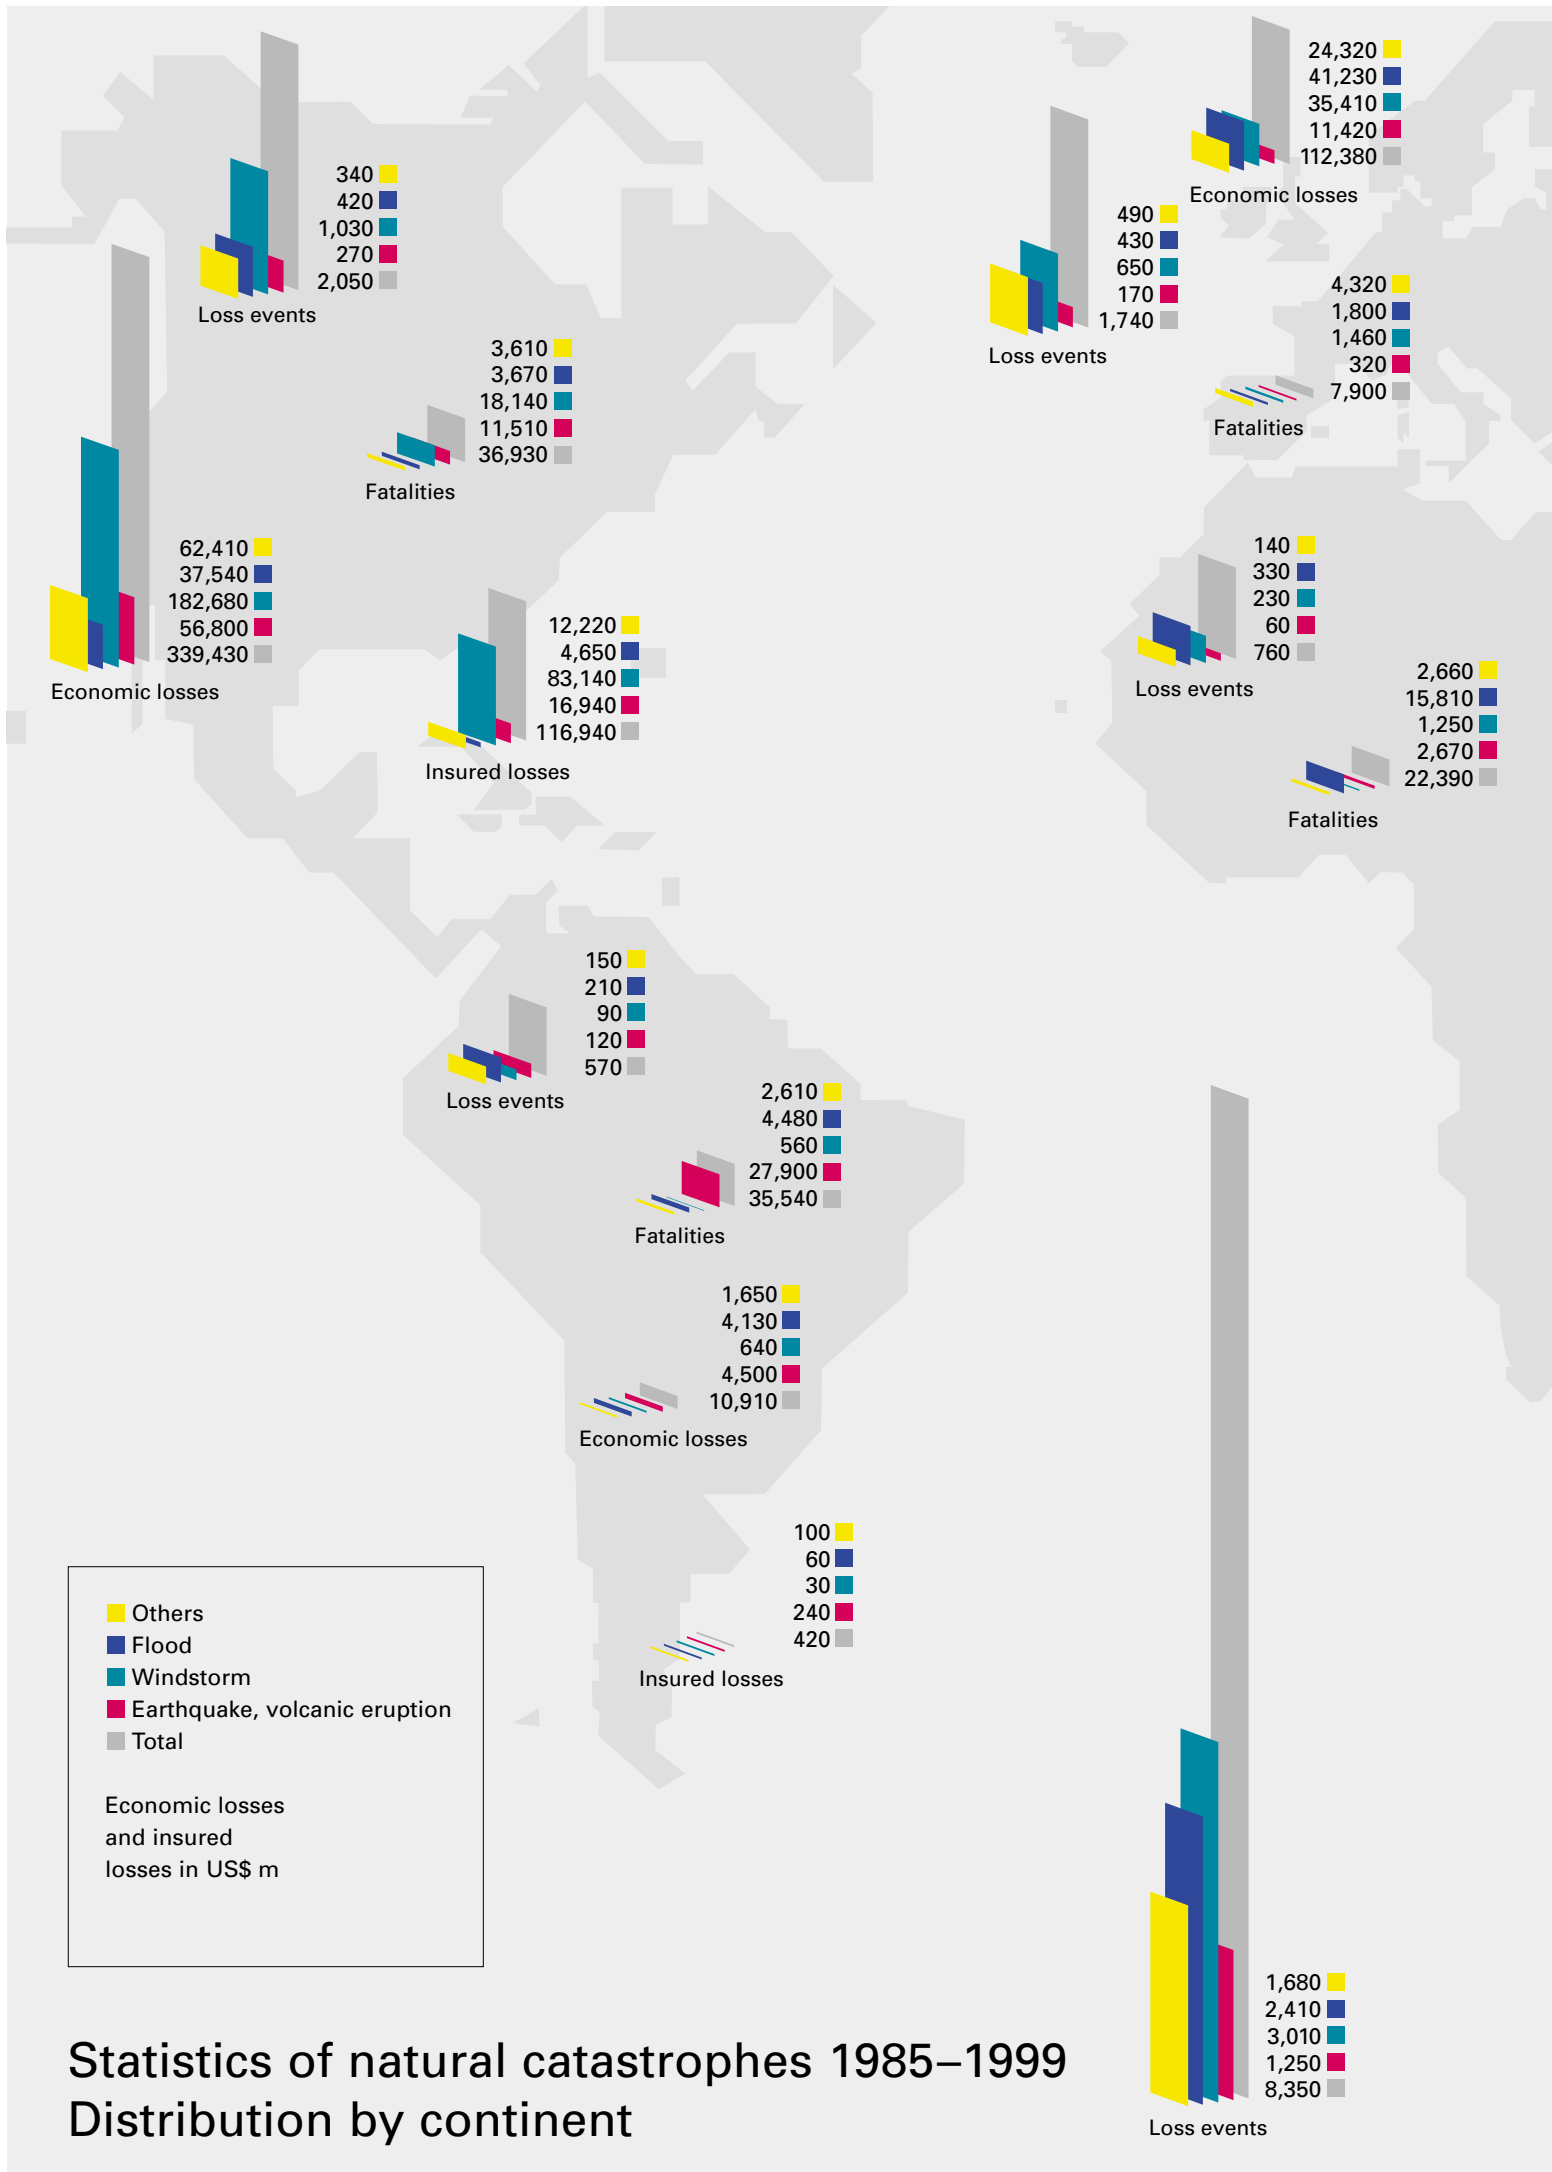 24,320
41,230
35,410
11,420
112,380
Economic losses
340
420
1,030
270
2,050
Loss events
490
430
650
170
1,740
Loss events
4,320
1,800
1,460
320
7,900
Fatalities
3,610
3,670
18,140
11,510
36,930
Fatalities
62,410
37,540
182,680
56,800
339,430
Economic losses
12,220
4,650
83,140
16,940
116,940
Insured losses
140
330
230
60
760
Loss events
2,660
15,810
1,250
2,670
22,390
Fatalities
150
210
90
120
570
Loss events
2,610
4,480
560
27,900
35,540
Fatalities
1,650
4,130
640
4,500
10,910
Economic losses
100
60
30
240
420
Insured losses
Others
Flood
Windstorm
Earthquake, volcanic eruption
Total
Economic losses
and insured
losses in US$ m
1,680
2,410
3,010
1,250
8,350
Loss events
Statistics of natural catastrophes 1985–1999
Distribution by continent